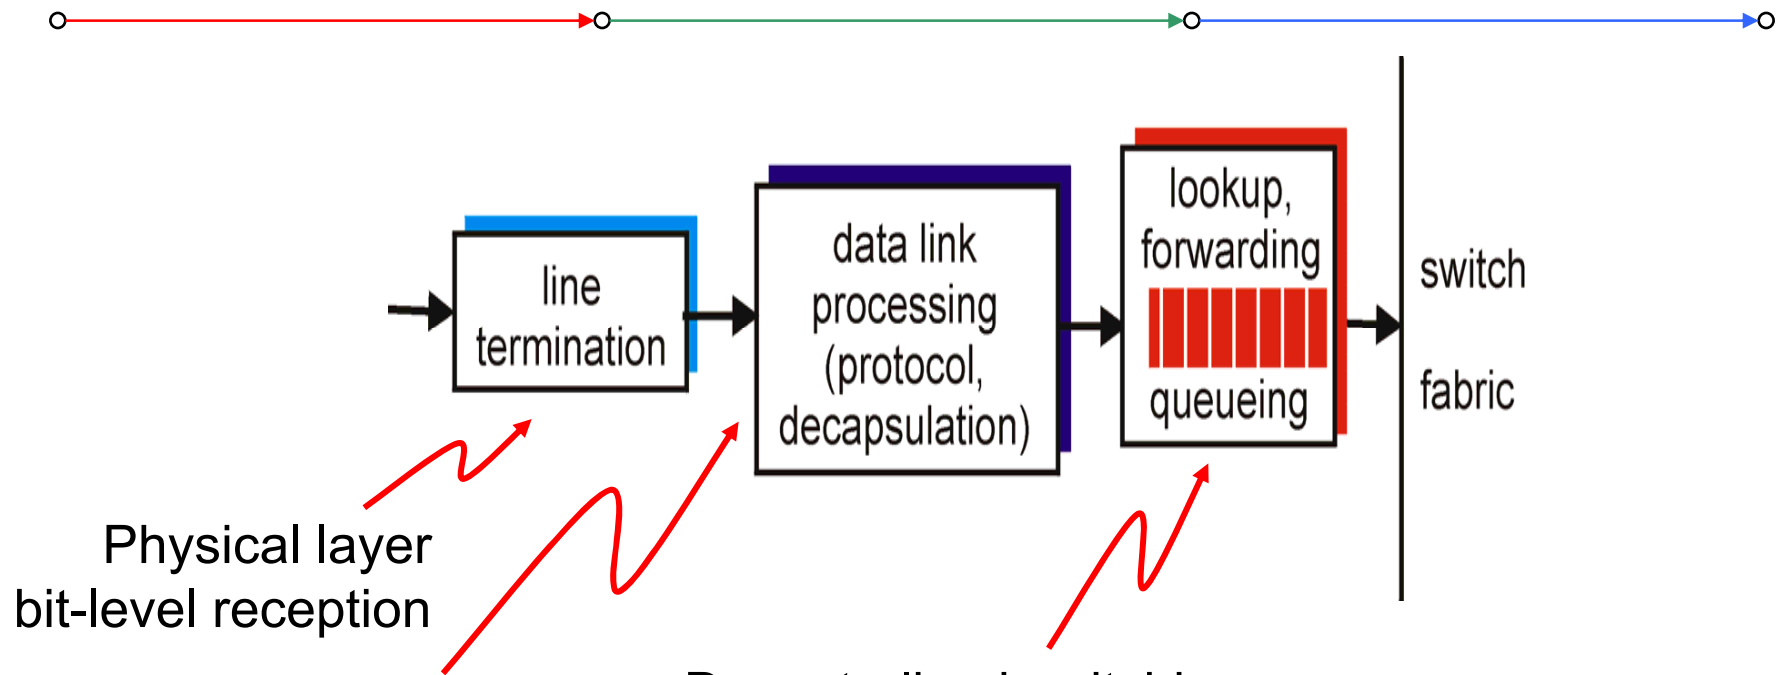 line
termination
data link
processing
(protocol,
decapsulation)
lookup,
forwarding
queueing
switch
fabric
Physical layer
bit-level reception